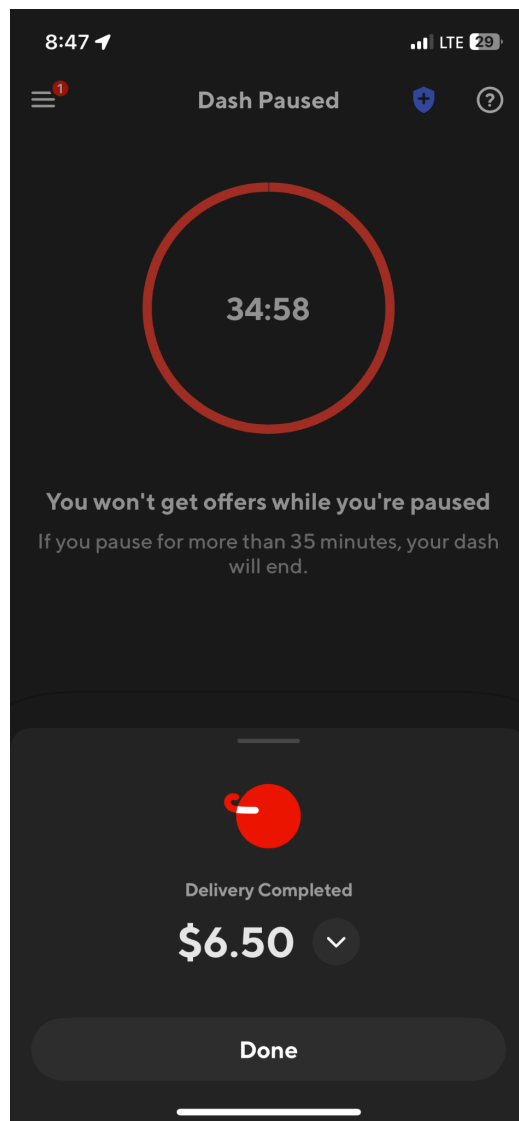 8:47
LTE 29
1
Dash Paused
34:58
You won't get offers while you're paused
If you pause for more than 35 minutes, your dash
will end.
Delivery Completed
$6.50
Done